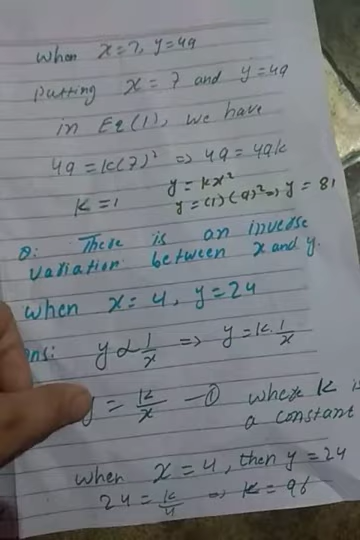 When x=7, y=49
Putting x = 7 and y=49
in Eq(1), we have
49 = k(7)² ⇒ 49 = 49k
k = 1
y = kx²
y = (1)(9)² ⇒ y = 81
Q: There is an inverse
variation between x and y.
when x = 4, y = 24
ns: y ∝ 1/x ⇒ y = k.1/x
y = k/x — ① where k is
a constant
when x = 4, then y = 24
24 = k/4 ⇒ k = 96